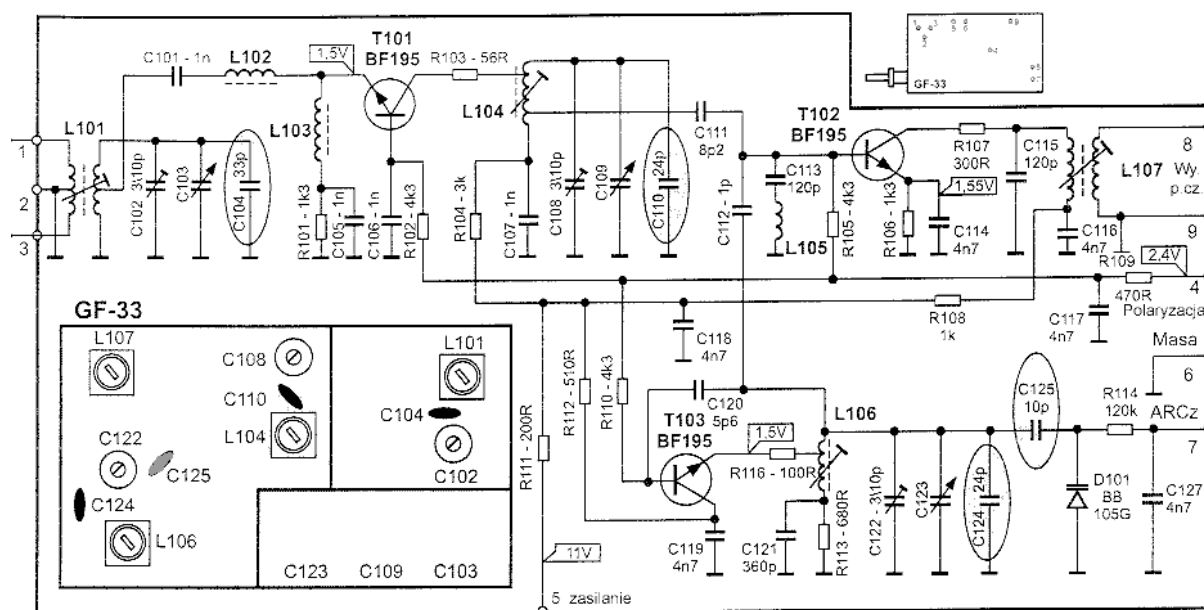 C101 - 1n
L102
1,5V
T101
BF195
R103 - 56R
GF-33
1
3
L101
1
2
3
C102 3\10p
C103
C104 33p
L103
R101 - 1k3
C105 - 1n
C106 - 1n
R102 - 4k3
R104 - 3k
L104
C107 - 1n
C108 3\10p
C109
C110 24p
C111
8p2
C112 - 1p
C113
120p
L105
T102
BF195
R105 - 4k3
R106 - 1k3
R107
300R
1,55V
C114
4n7
C115
120p
L107
C116
4n7
R109
8
Wy.
p.cz.
9
2,4V
4
470R
Polaryzacja
C117
4n7
R108
1k
C118
4n7
Masa
6
ARCz
7
GF-33
L107
C108
C110
L104
C122
C125
C124
L106
L101
C104
C102
C123
C109
C103
R111 - 200R
R112 - 510R
R110 - 4k3
11V
5 zasilanie
C120
5p6
T103
BF195
1,5V
R116 - 100R
L106
C119
4n7
C121
360p
R113 - 680R
C122 - 3\10p
C123
C124 - 24p
C125
10p
R114
120k
D101
BB
105G
C127
4n7